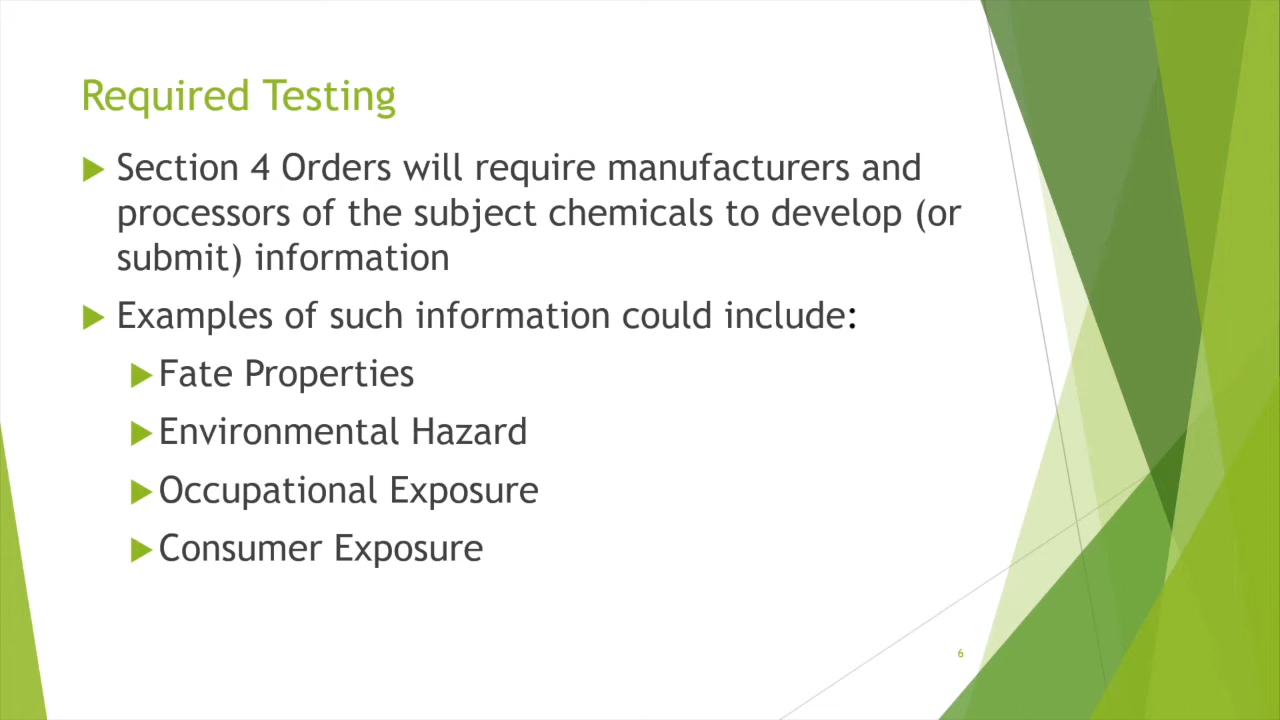 Required Testing
Section 4 Orders will require manufacturers and
processors of the subject chemicals to develop (or
submit) information
Examples of such information could include:
Fate Properties
Environmental Hazard
Occupational Exposure
Consumer Exposure
6